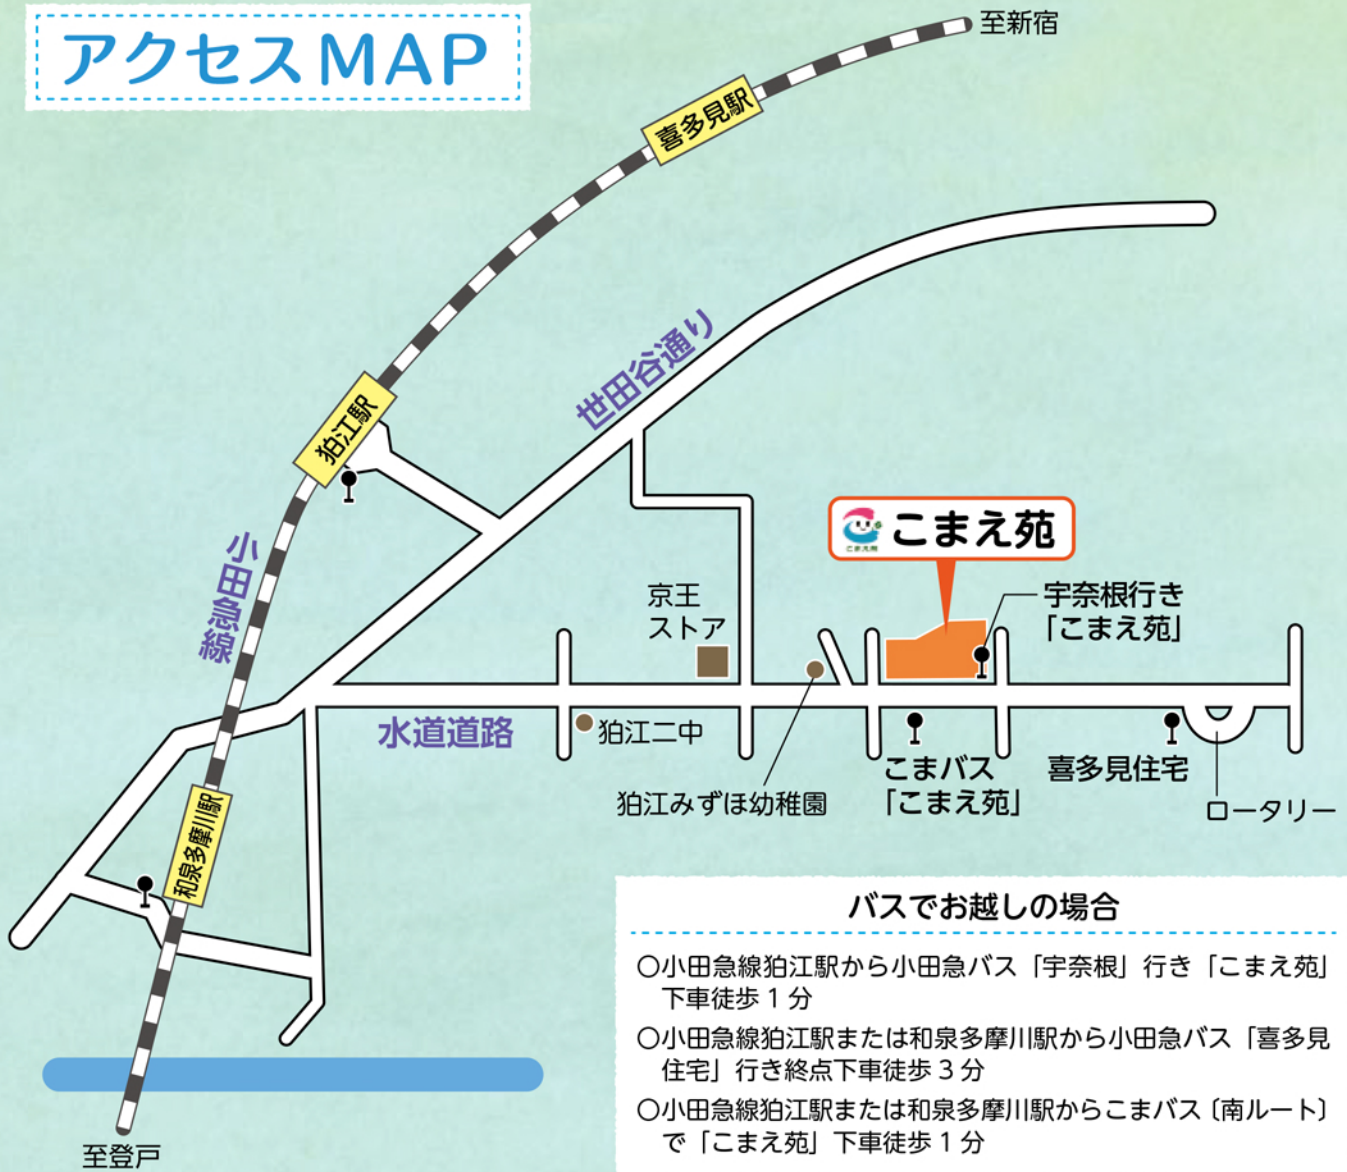 アクセスMAP
至新宿
喜多見駅
世田谷通り
狛江駅
小田急線
こまえ苑
こまえ苑
京王
ストア
宇奈根行き
「こまえ苑」
水道道路
狛江二中
こまバス
「こまえ苑」
喜多見住宅
狛江みずほ幼稚園
ロータリー
和泉多摩川駅
至登戸
バスでお越しの場合
○小田急線狛江駅から小田急バス「宇奈根」行き「こまえ苑」
下車徒歩1分
○小田急線狛江駅または和泉多摩川駅から小田急バス「喜多見
住宅」行き終点下車徒歩3分
○小田急線狛江駅または和泉多摩川駅からこまバス〔南ルート〕
で「こまえ苑」下車徒歩1分